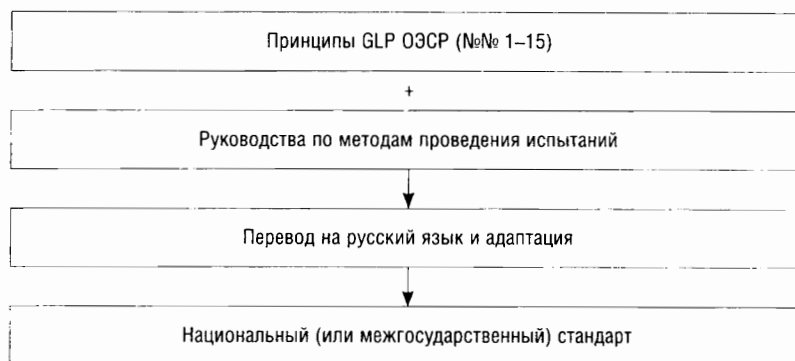 Принципы GLP ОЭСР (№№ 1–15)
+
Руководства по методам проведения испытаний
Перевод на русский язык и адаптация
Национальный (или межгосударственный) стандарт